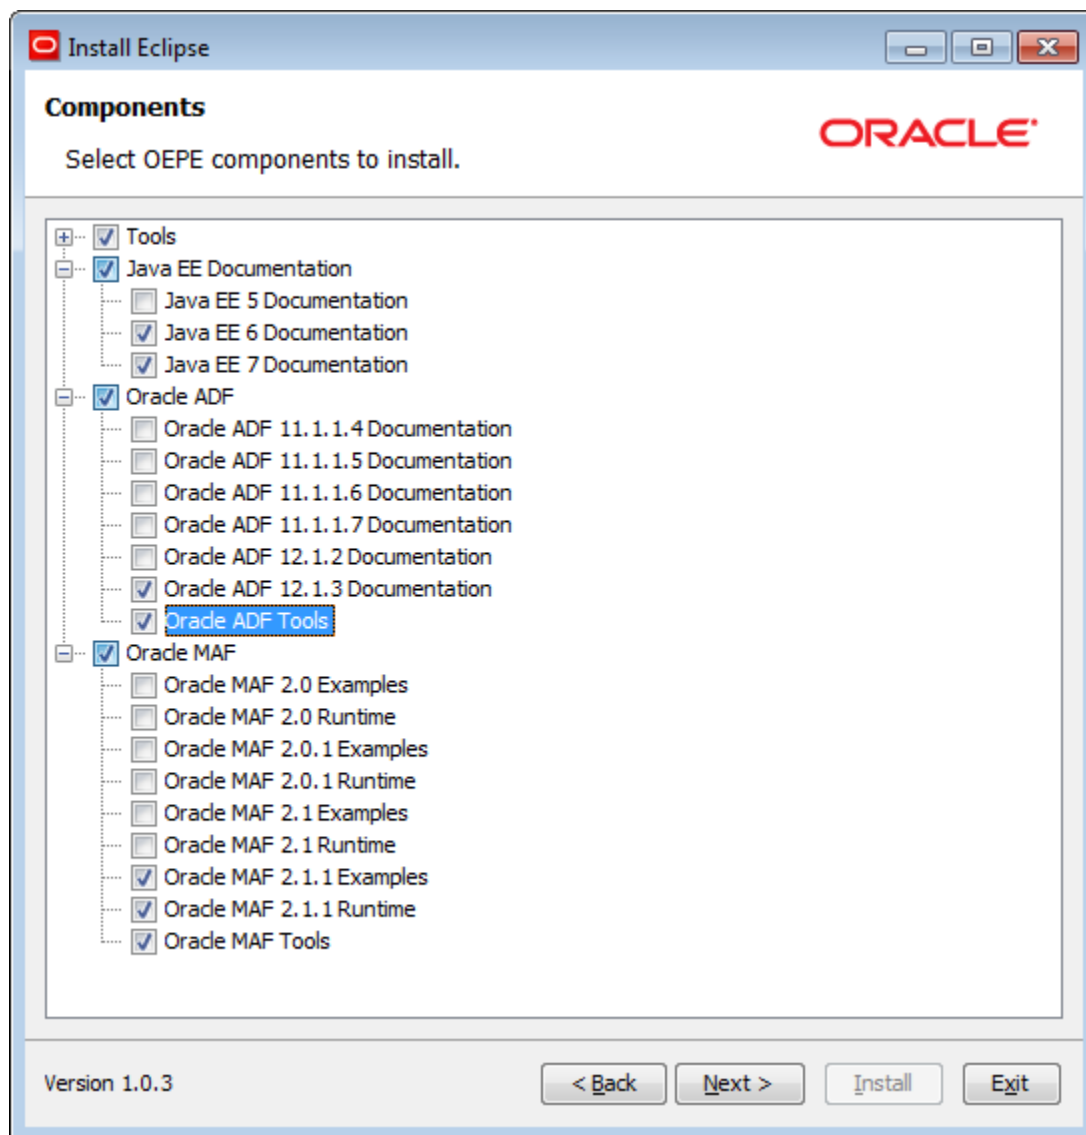 Install Eclipse
Components
ORACLE
Select OEPE components to install.
Tools
Java EE Documentation
Java EE 5 Documentation
Java EE 6 Documentation
Java EE 7 Documentation
Oracle ADF
Oracle ADF 11.1.1.4 Documentation
Oracle ADF 11.1.1.5 Documentation
Oracle ADF 11.1.1.6 Documentation
Oracle ADF 11.1.1.7 Documentation
Oracle ADF 12.1.2 Documentation
Oracle ADF 12.1.3 Documentation
Oracle ADF Tools
Oracle MAF
Oracle MAF 2.0 Examples
Oracle MAF 2.0 Runtime
Oracle MAF 2.0.1 Examples
Oracle MAF 2.0.1 Runtime
Oracle MAF 2.1 Examples
Oracle MAF 2.1 Runtime
Oracle MAF 2.1.1 Examples
Oracle MAF 2.1.1 Runtime
Oracle MAF Tools
Version 1.0.3 < Back Next > Install Exit